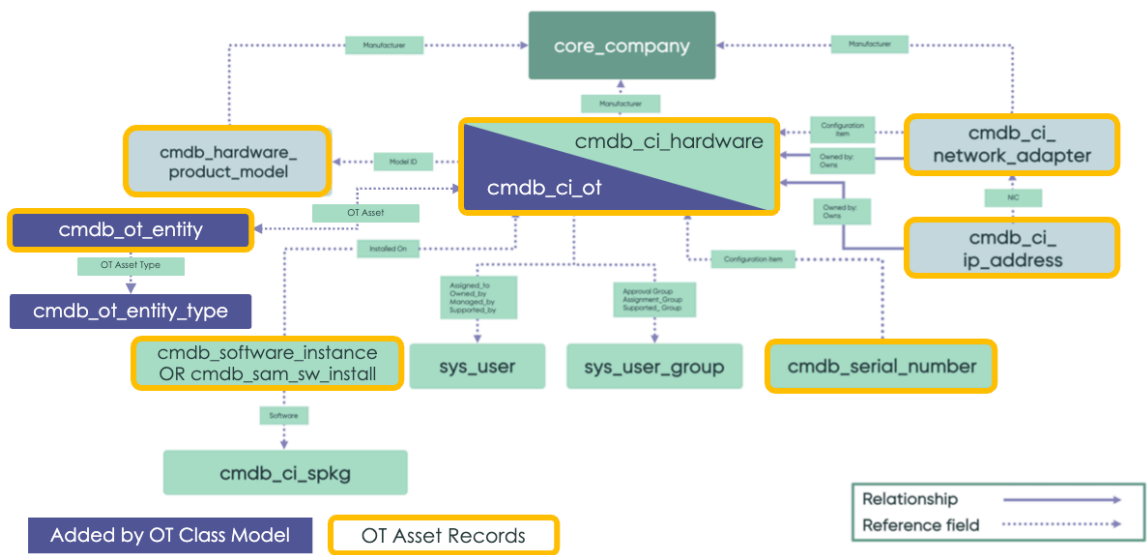 core_company
Manufacturer
Manufacturer
Manufacturer
cmdb_hardware_
product_model
Model ID
cmdb_ci_hardware
cmdb_ci_ot
Configuration
item
Owned by:
Owns
cmdb_ci_
network_adapter
OT Asset
Owned by:
Owns
NIC
cmdb_ot_entity
cmdb_ci_
ip_address
Installed On
Configuration item
OT Asset Type
cmdb_ot_entity_type
Assigned_to
Owned_by
Managed_by
Supported_by
Approval Group
Assignment_Group
Supported_ Group
cmdb_software_instance
OR cmdb_sam_sw_install
sys_user
sys_user_group
cmdb_serial_number
Software
cmdb_ci_spkg
Added by OT Class Model
OT Asset Records
Relationship
Reference field